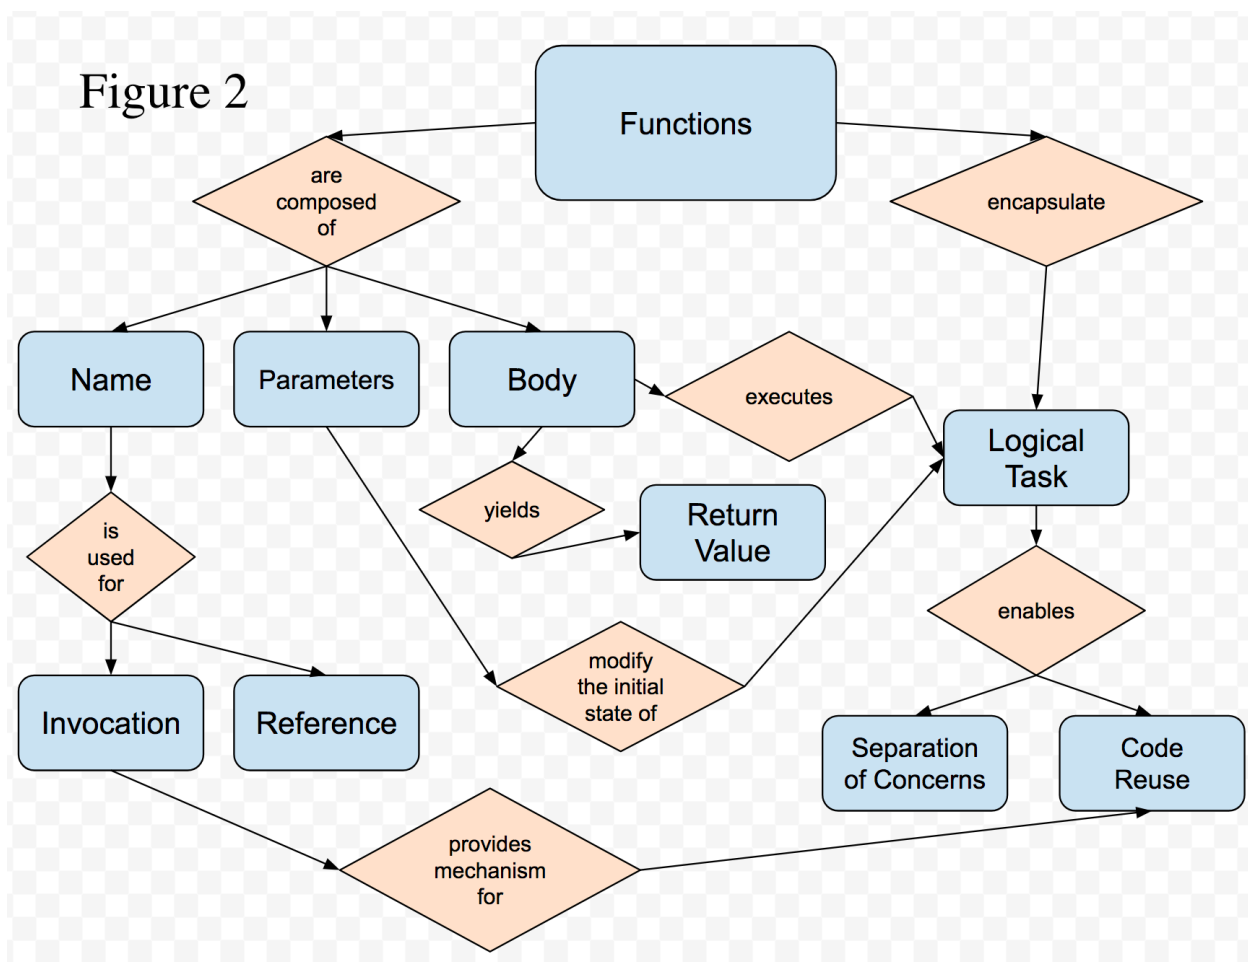 Figure 2
Functions
are
composed
of
encapsulate
Name
Parameters
Body
executes
Logical
Task
yields
Return
Value
is
used
for
enables
modify
the initial
state of
Invocation
Reference
Separation
of Concerns
Code
Reuse
provides
mechanism
for